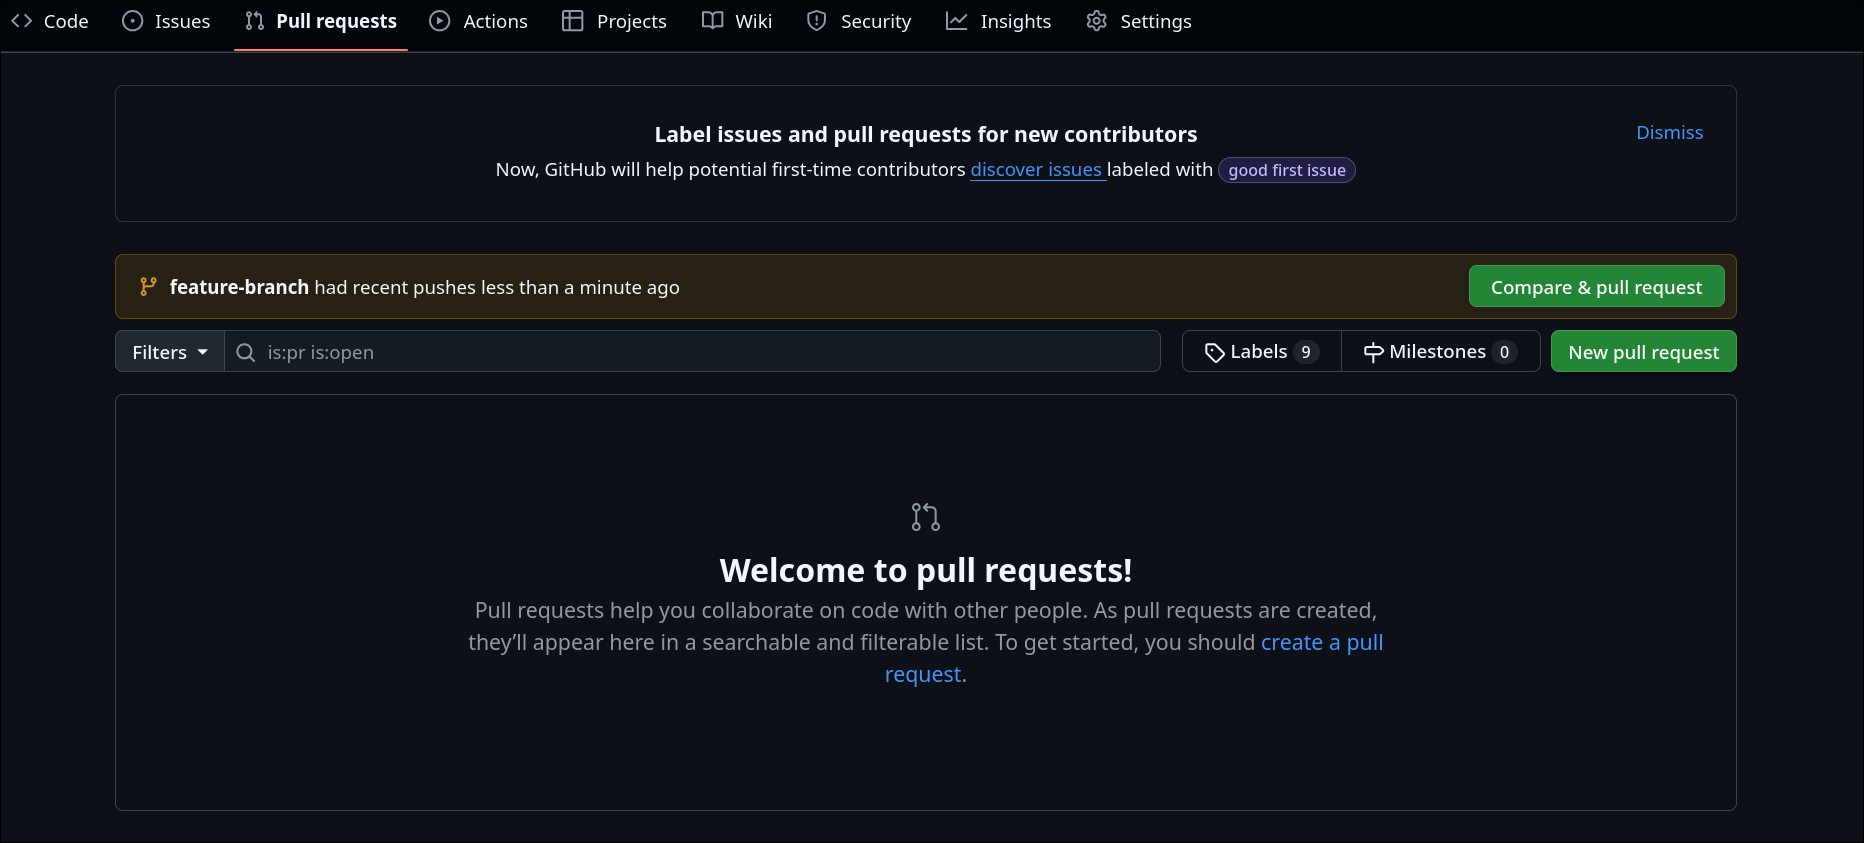 Code Issues Pull requests Actions Projects Wiki Security Insights Settings
Label issues and pull requests for new contributors
Dismiss
Now, GitHub will help potential first-time contributors discover issues labeled with good first issue
feature-branch had recent pushes less than a minute ago
Compare & pull request
Filters is:pr is:open Labels 9 Milestones 0 New pull request
Welcome to pull requests!
Pull requests help you collaborate on code with other people. As pull requests are created,
they’ll appear here in a searchable and filterable list. To get started, you should create a pull
request.